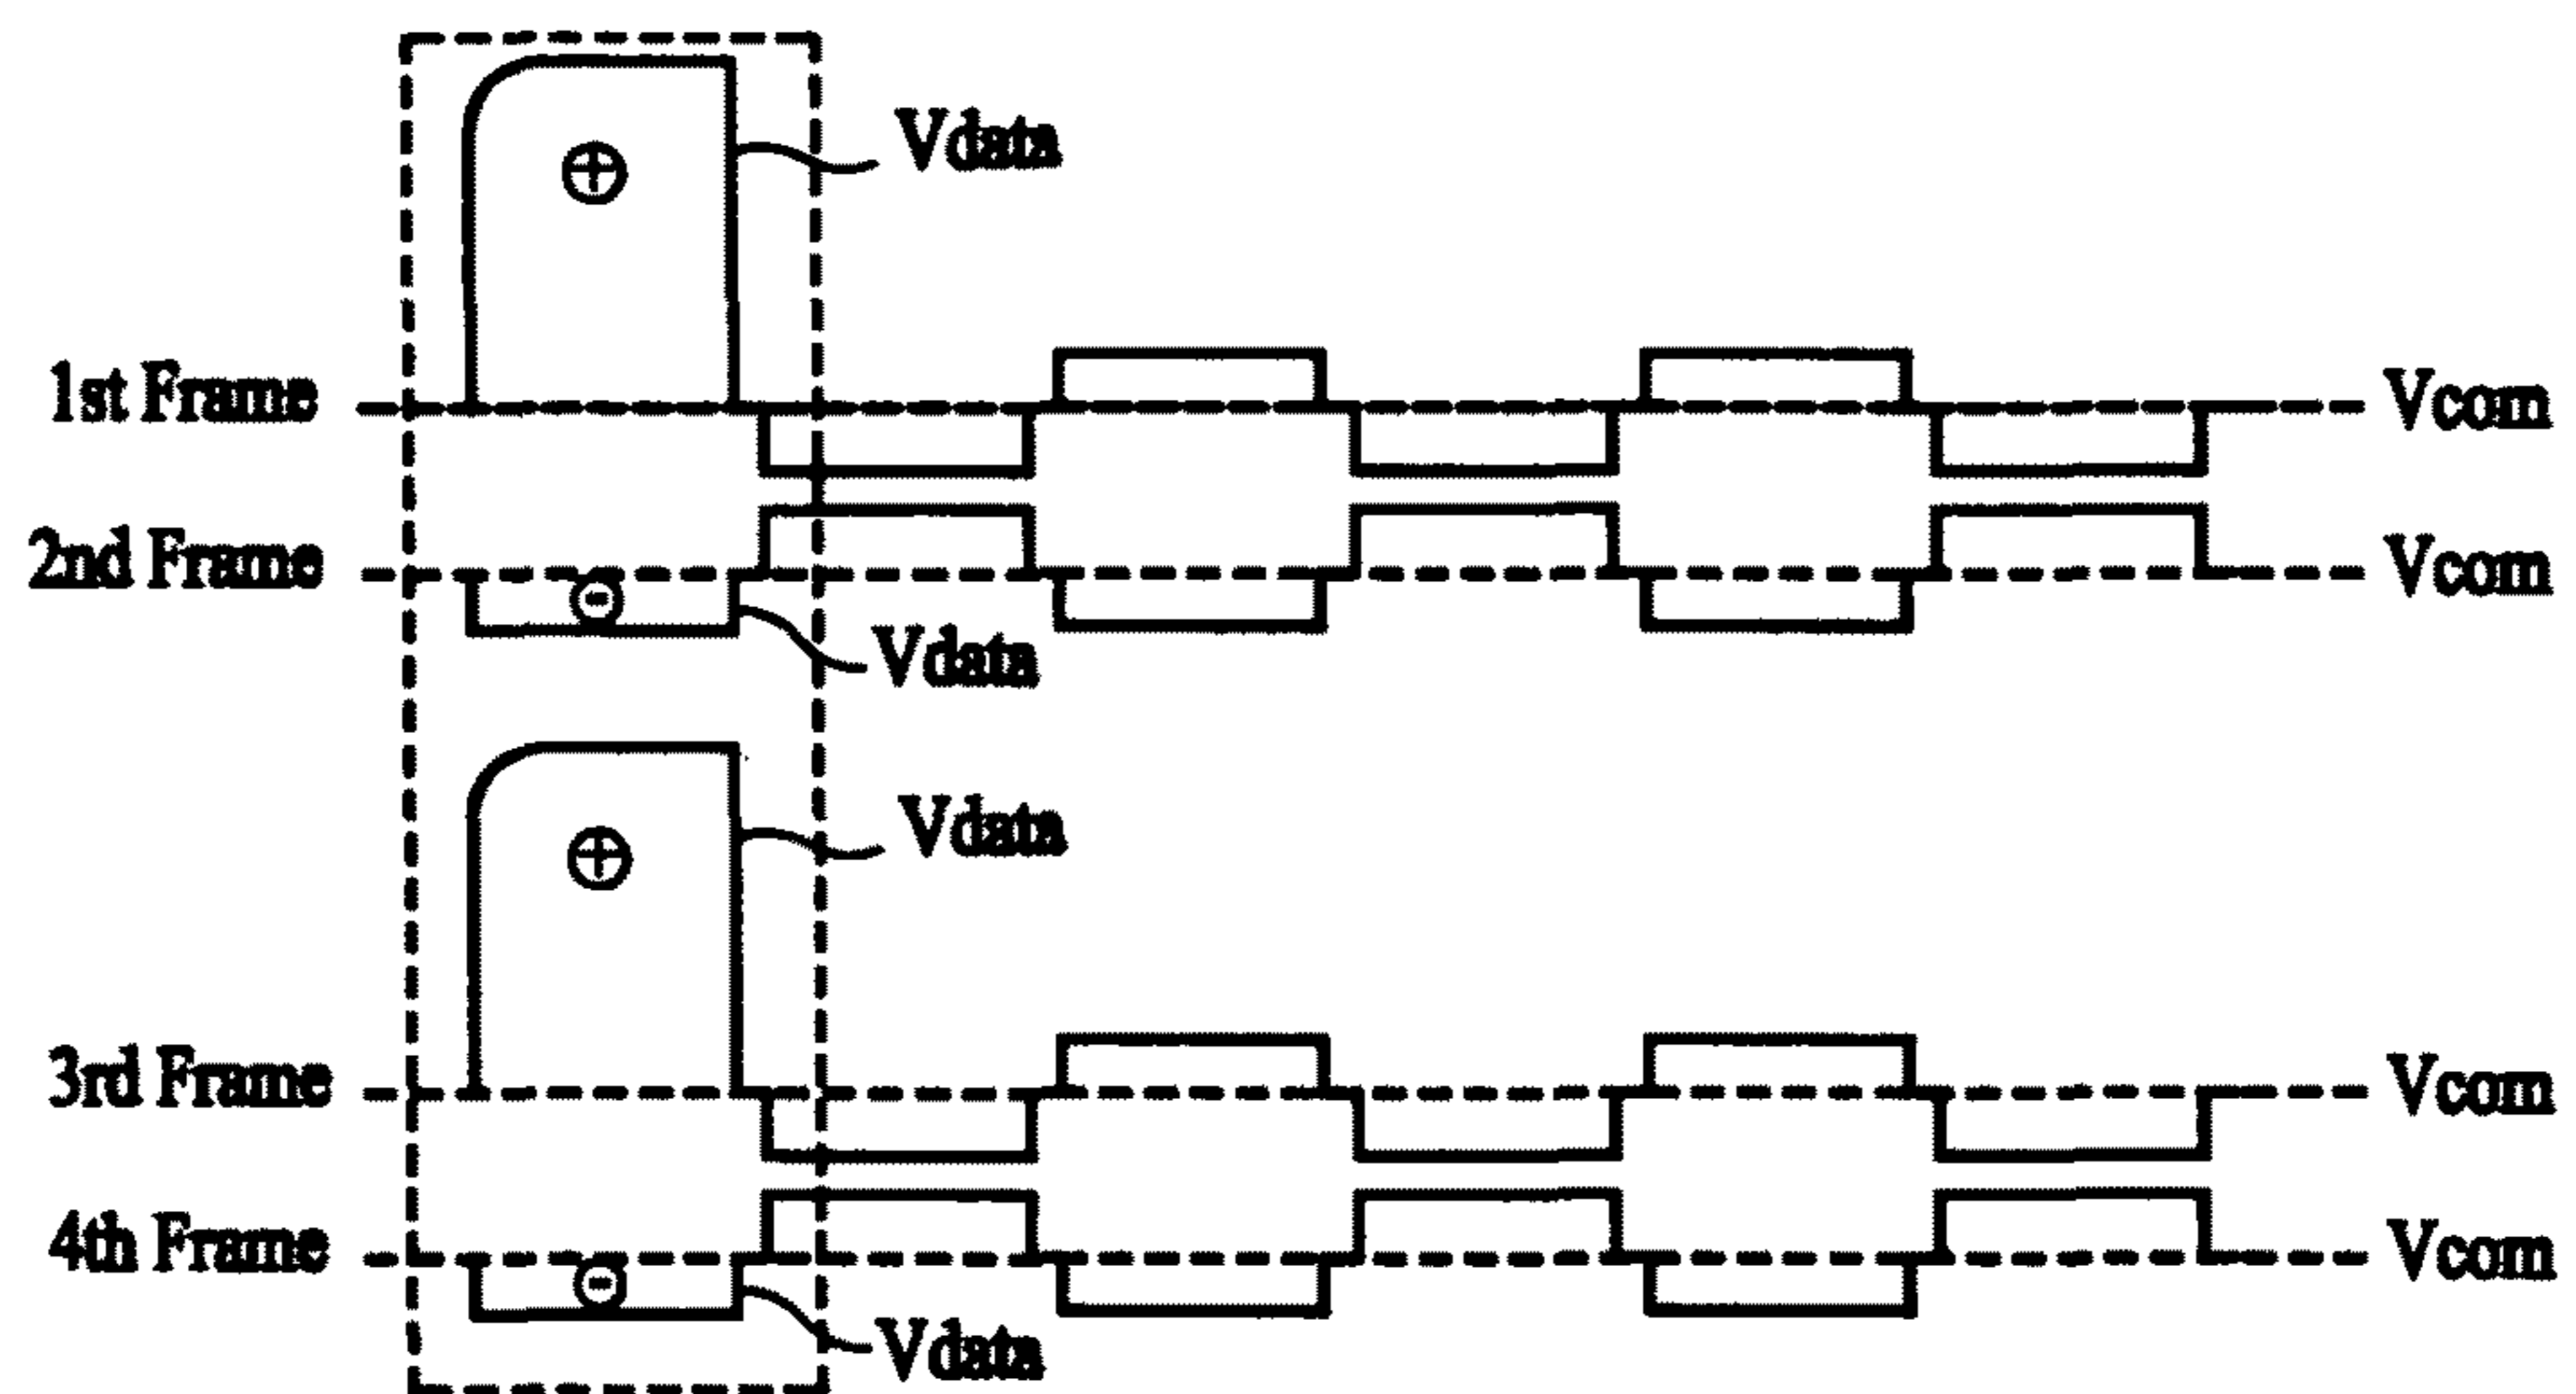 Vdata
⊕
1st Frame
Vcom
2nd Frame
⊖
Vcom
Vdata
Vdata
⊕
3rd Frame
Vcom
4th Frame
⊖
Vcom
Vdata